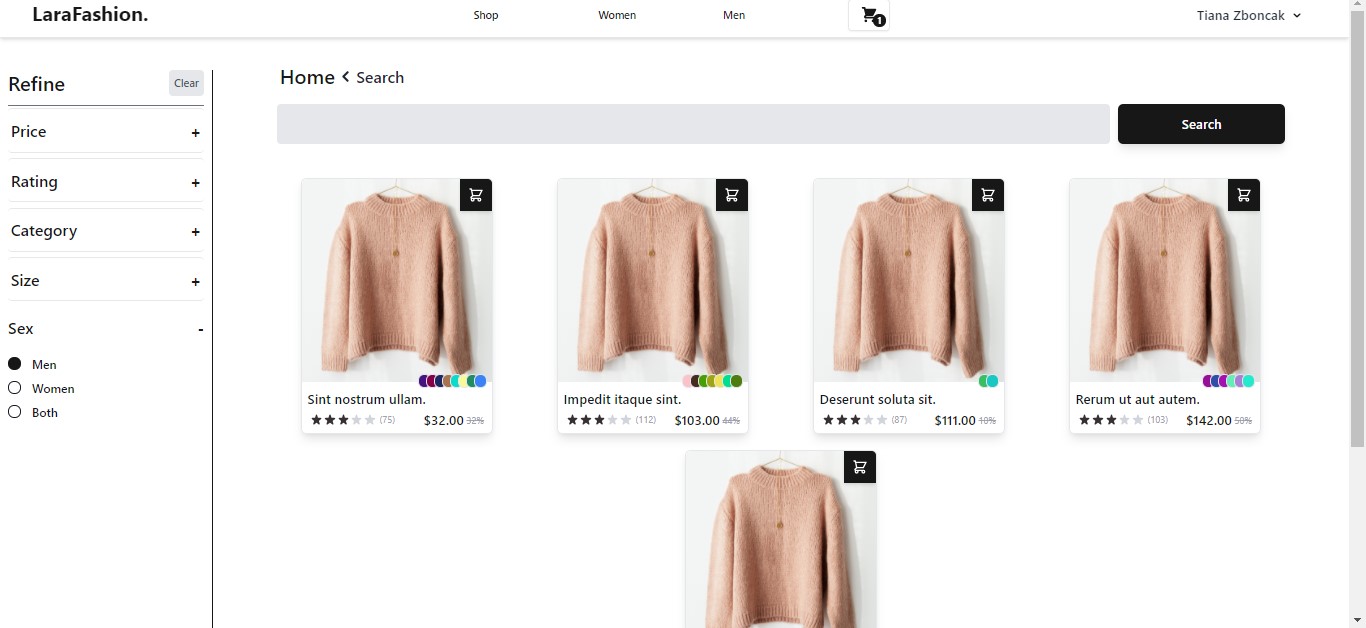 LaraFashion.
Shop
Women
Men
1
Tiana Zboncak
Refine
Clear
Price +
Rating +
Category +
Size +
Sex -
Men
Women
Both
Home
Search
Search
Sint nostrum ullam.
(75) $32.00 32%
Impedit itaque sint.
(112) $103.00 44%
Deserunt soluta sit.
(87) $111.00 10%
Rerum ut aut autem.
(103) $142.00 50%